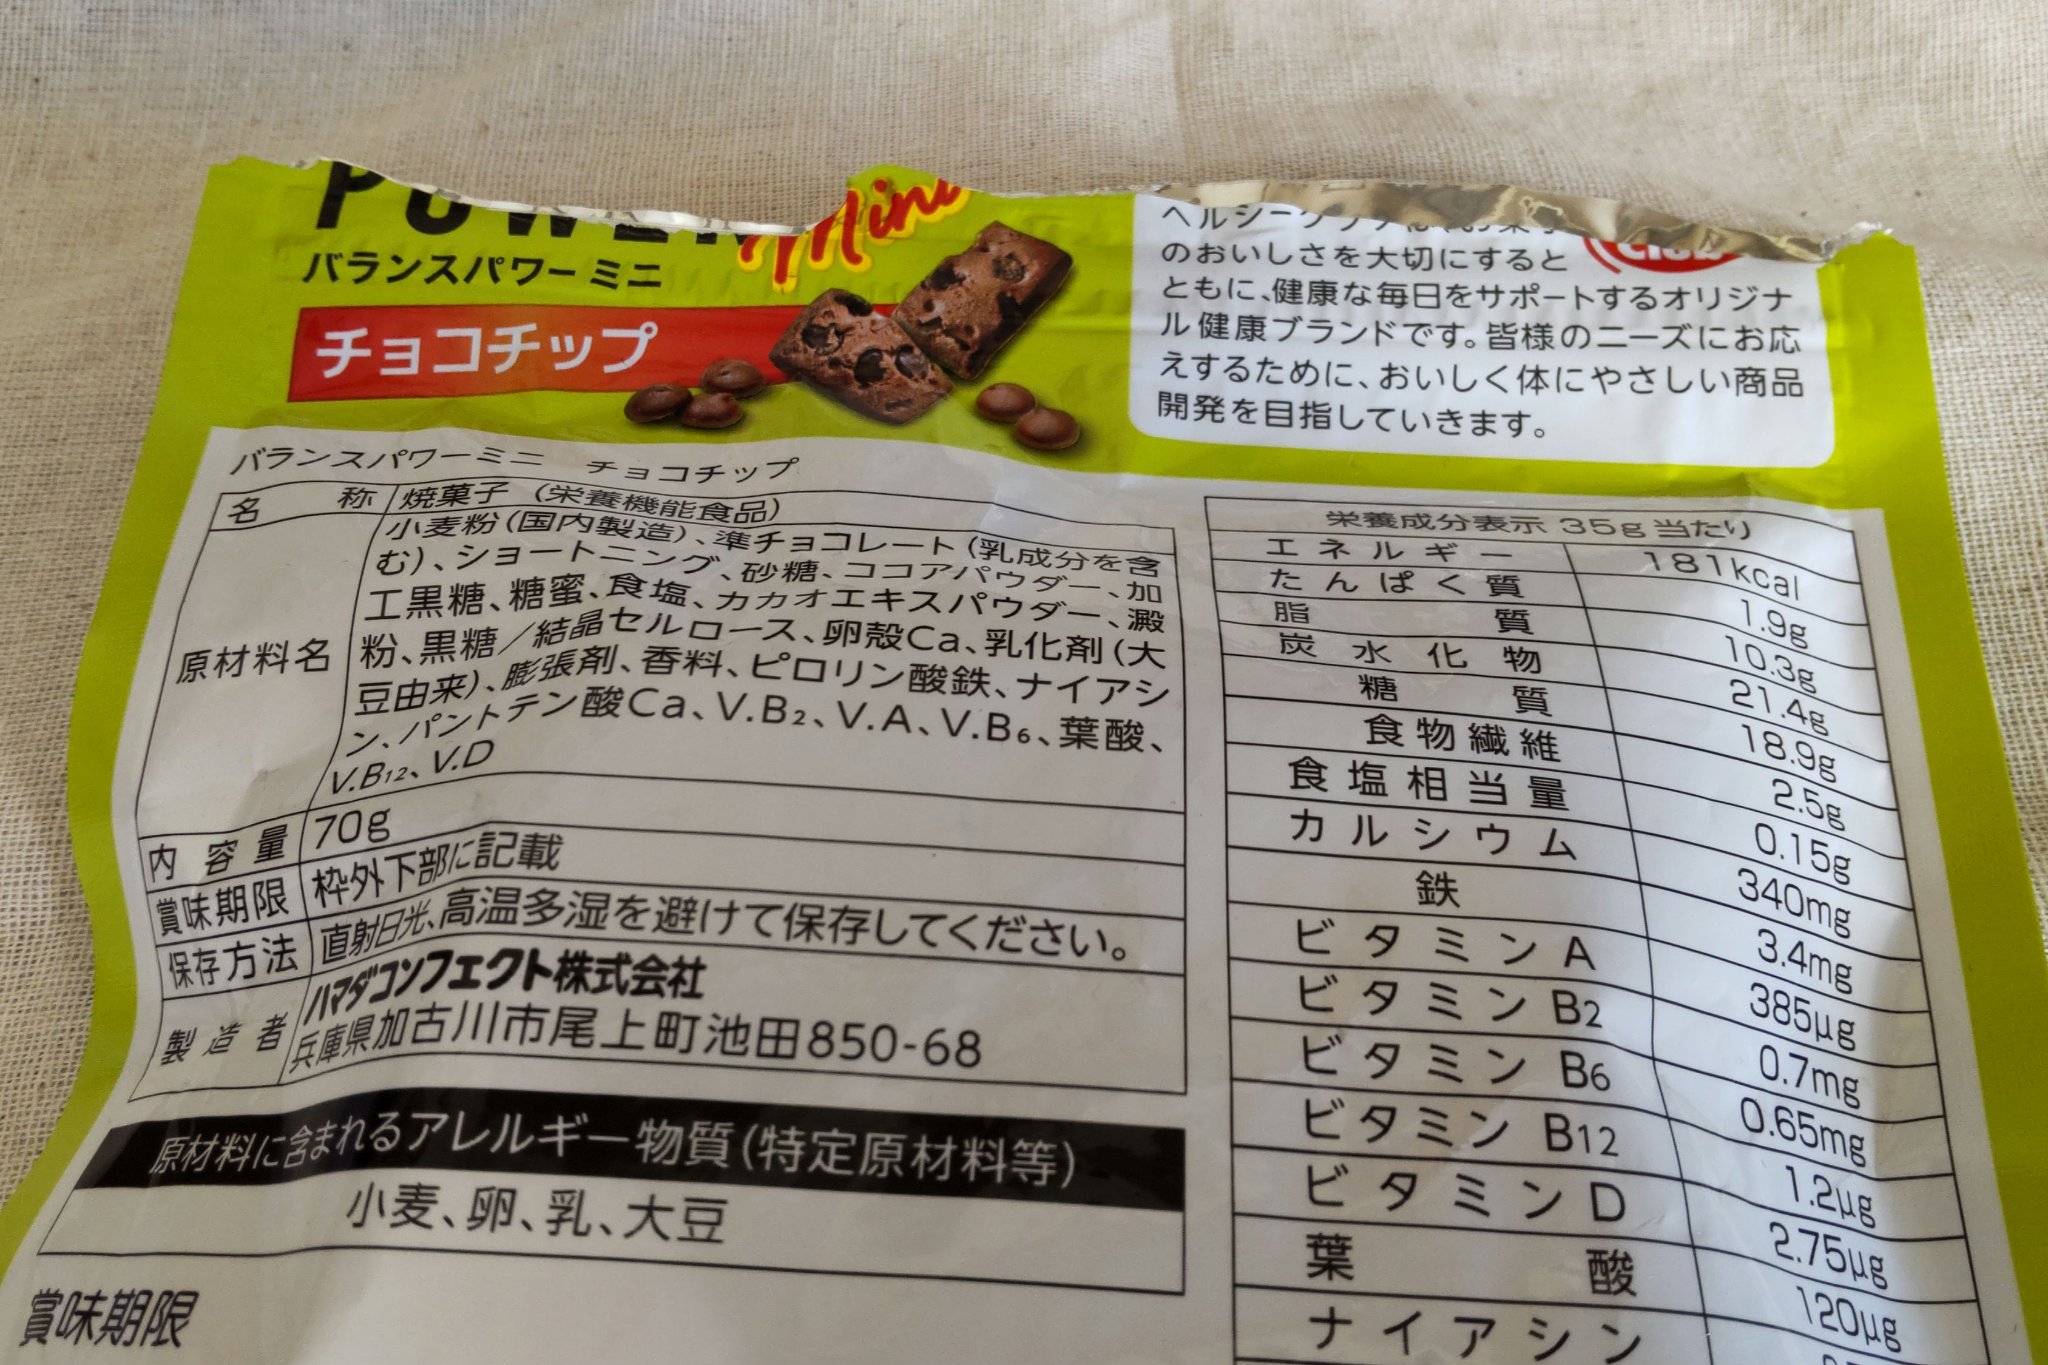 POWER Mini
バランスパワー ミニ
チョコチップ
のおいしさを大切にすると
ともに、健康な毎日をサポートするオリジナ
ル健康ブランドです。皆様のニーズにお応
えするために、おいしく体にやさしい商品
開発を目指していきます。
バランスパワーミニ チョコチップ
名称 焼菓子（栄養機能食品）
原材料名
小麦粉（国内製造）、準チョコレート（乳成分を含
む）、ショートニング、砂糖、ココアパウダー、加
工黒糖、糖蜜、食塩、カカオエキスパウダー、澱
粉、黒糖／結晶セルロース、卵殻Ca、乳化剤（大
豆由来）、膨張剤、香料、ピロリン酸鉄、ナイアシ
ン、パントテン酸Ca、V.B2、V.A、V.B6、葉酸、
V.B12、V.D
内容量 70g
賞味期限 枠外下部に記載
保存方法 直射日光、高温多湿を避けて保存してください。
製造者
ハマダコンフェクト株式会社
兵庫県加古川市尾上町池田850-68
原材料に含まれるアレルギー物質（特定原材料等）
小麦、卵、乳、大豆
賞味期限
栄養成分表示 35g当たり
エネルギー 181kcal
たんぱく質 1.9g
脂質 10.3g
炭水化物 21.4g
糖質 18.9g
食物繊維 2.5g
食塩相当量 0.15g
カルシウム 340mg
鉄 3.4mg
ビタミンA 385μg
ビタミンB2 0.7mg
ビタミンB6 0.65mg
ビタミンB12 1.2μg
ビタミンD 2.75μg
葉酸 120μg
ナイアシン